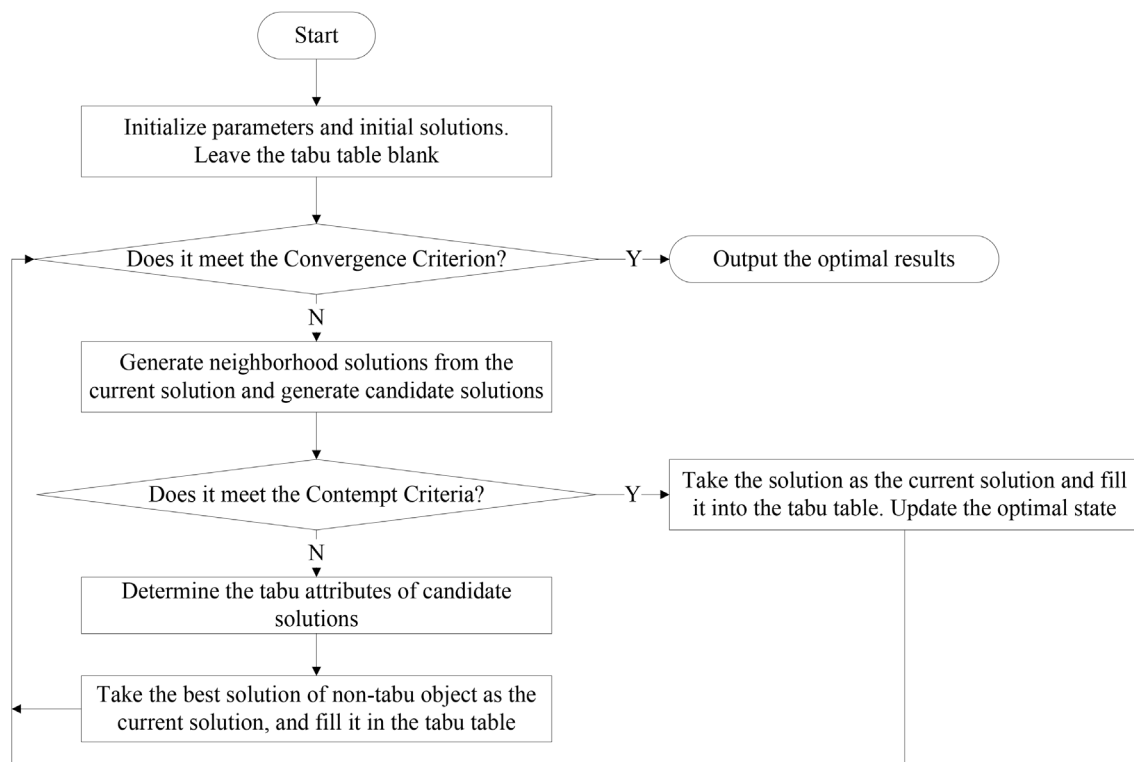 Start
Initialize parameters and initial solutions.
Leave the tabu table blank
Does it meet the Convergence Criterion?
Y
Output the optimal results
N
Generate neighborhood solutions from the
current solution and generate candidate solutions
Does it meet the Contempt Criteria?
Y
Take the solution as the current solution and fill
it into the tabu table. Update the optimal state
N
Determine the tabu attributes of candidate
solutions
Take the best solution of non-tabu object as the
current solution, and fill it in the tabu table